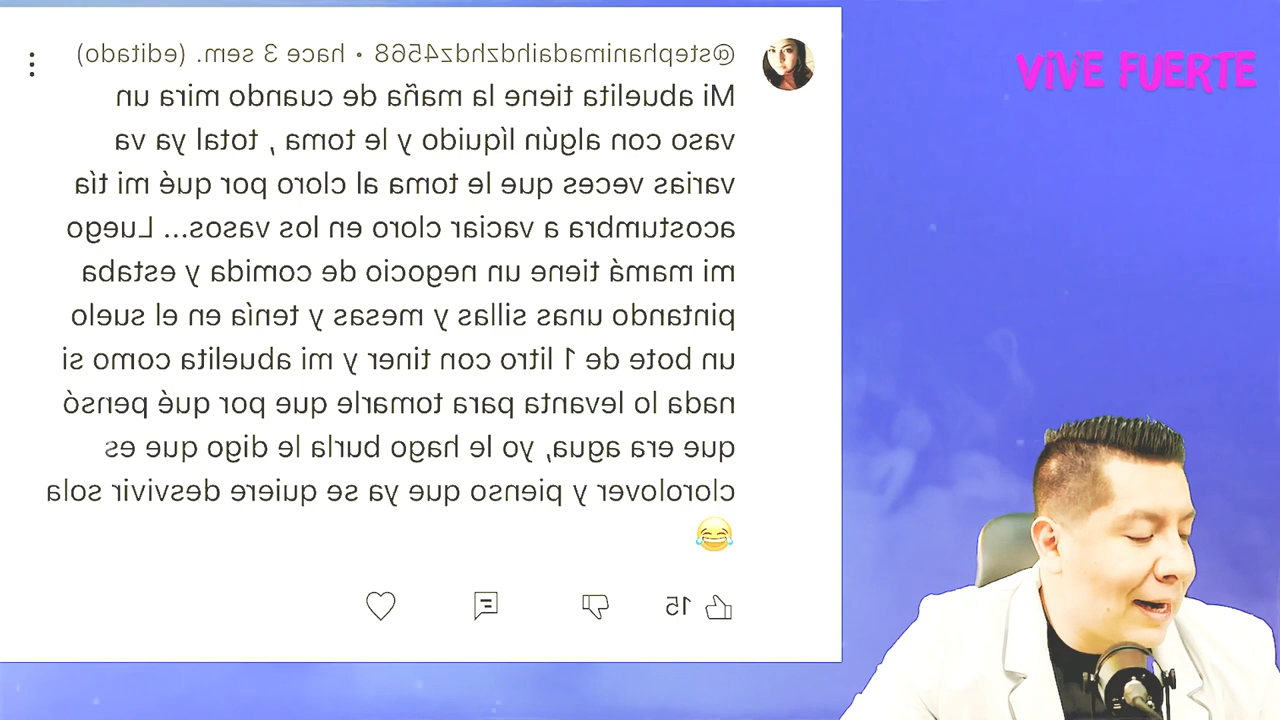 @stephanimadaihdzhdz4568 • hace 3 sem. (editado)
Mi abuelita tiene la maña de cuando mira un
vaso con algún líquido y le toma , total ya va
varias veces que le toma al cloro por qué mi tía
acostumbra a vaciar cloro en los vasos... Luego
mi mamá tiene un negocio de comida y estaba
pintando unas sillas y mesas y tenía en el suelo
un bote de 1 litro con tiner y mi abuelita como si
nada lo levanta para tomarle que por qué pensó
que era agua, yo le hago burla le digo que es
clorolover y pienso que ya se quiere desvivir sola
😂
15
VIVE FUERTE